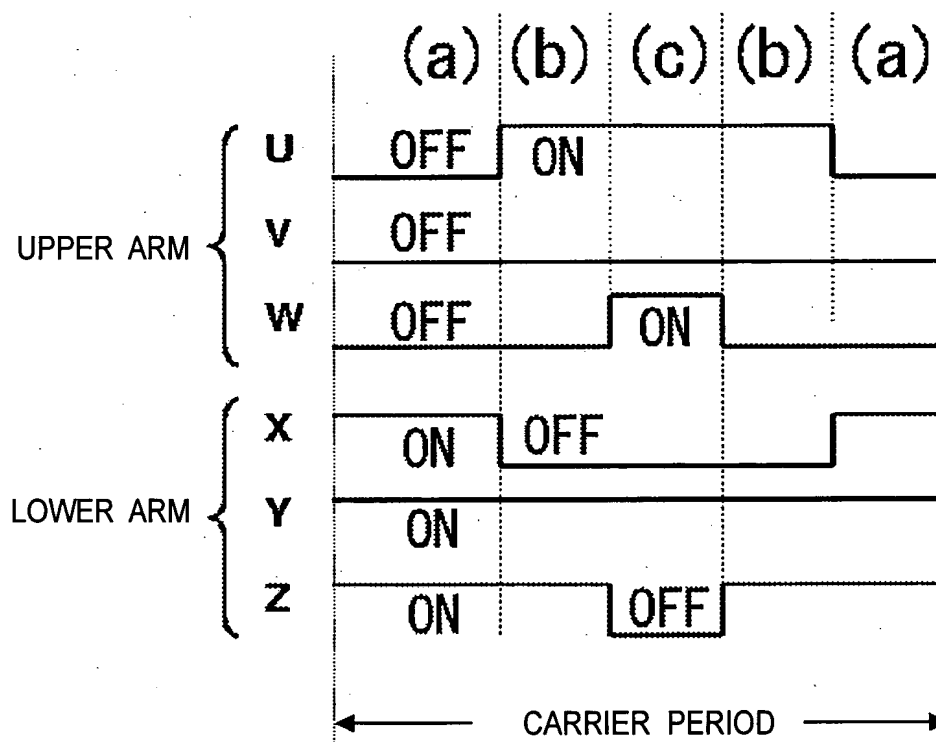 (a) (b) (c) (b) (a)
U OFF ON
UPPER ARM V OFF
W OFF ON
X ON OFF
LOWER ARM Y ON
Z ON OFF
CARRIER PERIOD